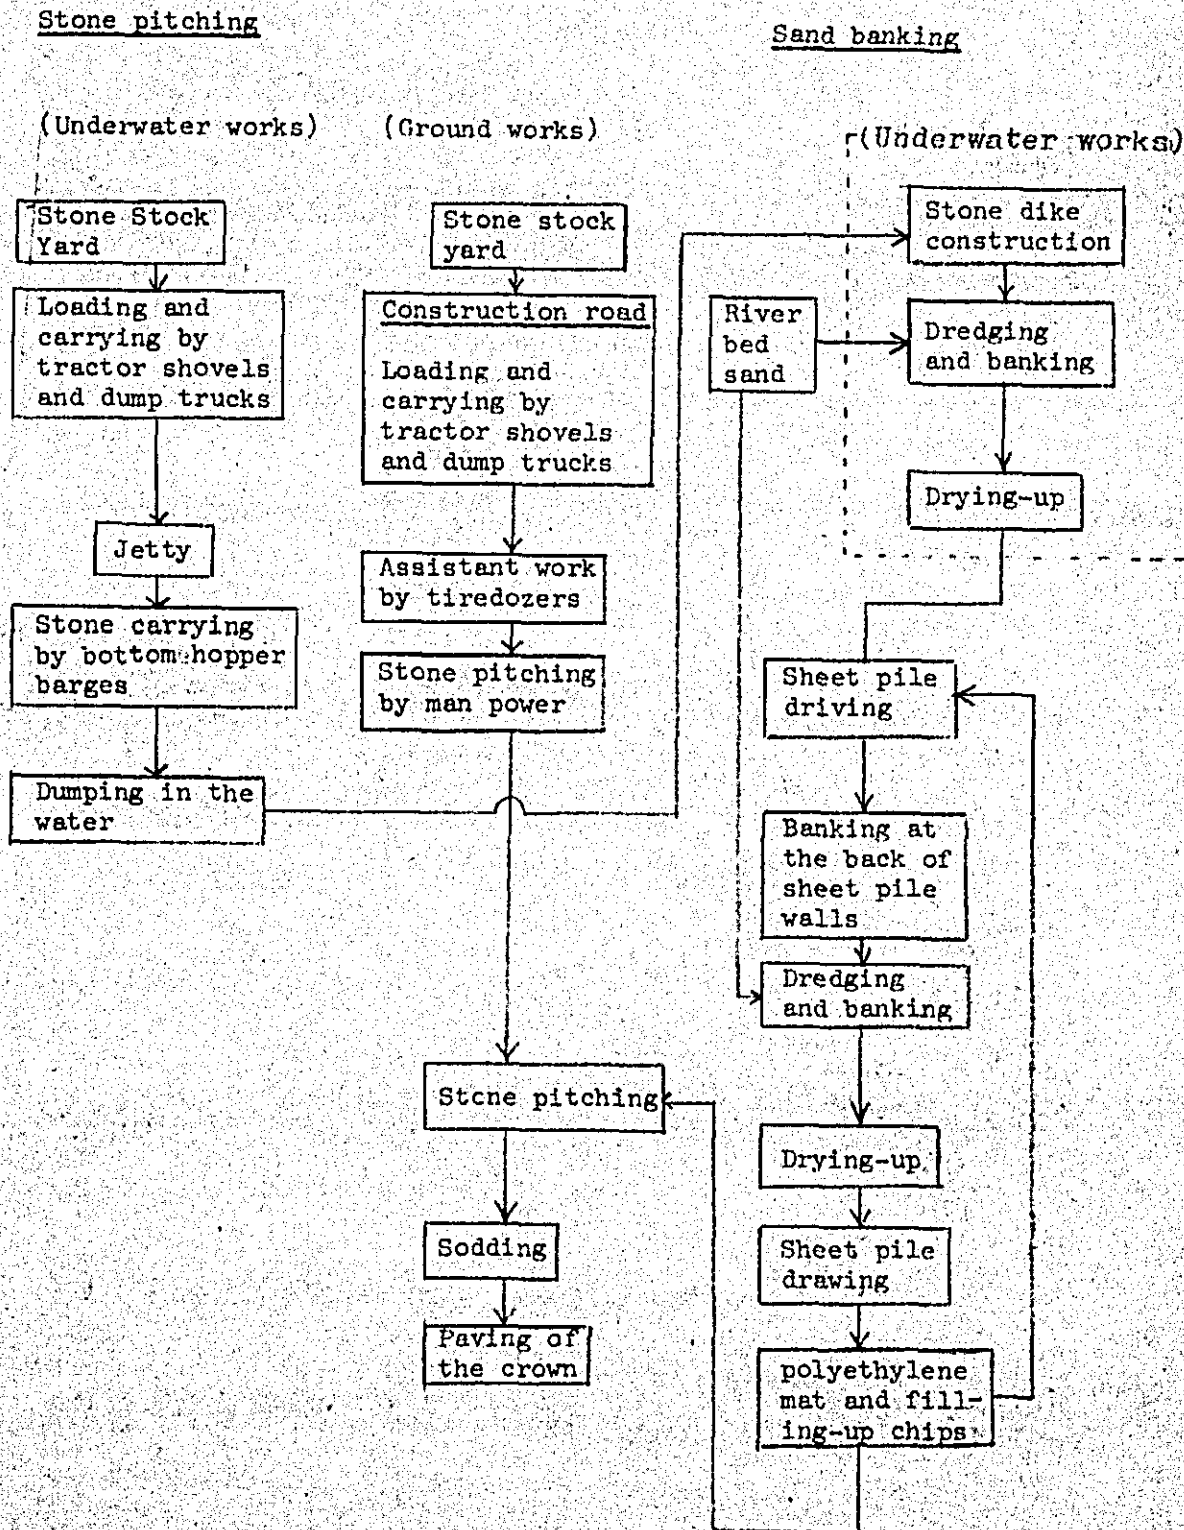 Stone pitching
Sand banking
(Underwater works)
(Ground works)
(Underwater works)
Stone Stock
Yard
Loading and
carrying by
tractor shovels
and dump trucks
Jetty
Stone carrying
by bottom hopper
barges
Dumping in the
water
Stone stock
yard
Construction road
Loading and
carrying by
tractor shovels
and dump trucks
Assistant work
by tiredozers
Stone pitching
by man power
Stone pitching
Sodding
Paving of
the crown
River
bed
sand
Stone dike
construction
Dredging
and banking
Drying-up
Sheet pile
driving
Banking at
the back of
sheet pile
walls
Dredging
and banking
Drying-up
Sheet pile
drawing
polyethylene
mat and fill-
ing-up chips